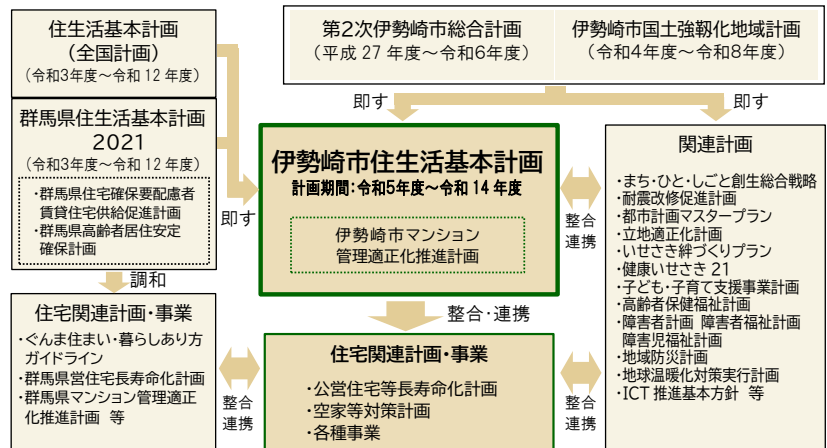 住生活基本計画
（全国計画）
（令和3年度～令和12年度）
群馬県住生活基本計画
2021
（令和3年度～令和12年度）
・群馬県住宅確保要配慮者
賃貸住宅供給促進計画
・群馬県高齢者居住安定
確保計画
調和
住宅関連計画・事業
・ぐんま住まい・暮らしあり方
ガイドライン
・群馬県営住宅長寿命化計画
・群馬県マンション管理適正
化推進計画 等
第2次伊勢崎市総合計画
（平成27年度～令和6年度）
伊勢崎市国土強靱化地域計画
（令和4年度～令和8年度）
即す
即す
即す
伊勢崎市住生活基本計画
計画期間：令和5年度～令和14年度
伊勢崎市マンション
管理適正化推進計画
整合・連携
住宅関連計画・事業
・公営住宅等長寿命化計画
・空家等対策計画
・各種事業
整合
連携
整合
連携
整合
連携
関連計画
・まち・ひと・しごと創生総合戦略
・耐震改修促進計画
・都市計画マスタープラン
・立地適正化計画
・いせさき絆づくりプラン
・健康いせさき21
・子ども・子育て支援事業計画
・高齢者保健福祉計画
・障害者計画 障害者福祉計画
障害児福祉計画
・地域防災計画
・地球温暖化対策実行計画
・ICT推進基本方針 等